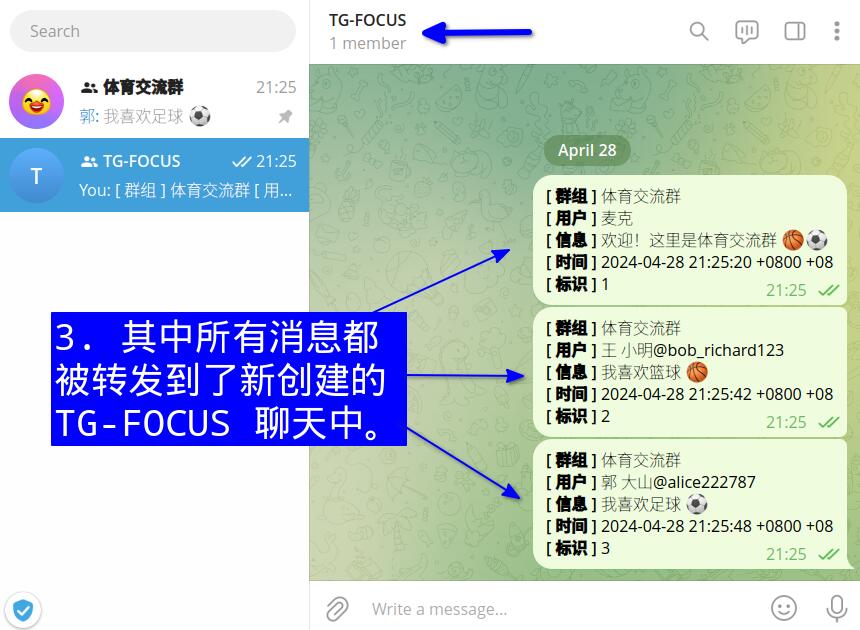 Search
体育交流群 21:25
郭: 我喜欢足球 ⚽
T
TG-FOCUS 21:25
You: [ 群组 ] 体育交流群 [ 用...
TG-FOCUS
1 member
April 28
[ 群组 ] 体育交流群
[ 用户 ] 麦克
[ 信息 ] 欢迎！这里是体育交流群 🏀⚽
[ 时间 ] 2024-04-28 21:25:20 +0800 +08
[ 标识 ] 1
21:25
[ 群组 ] 体育交流群
[ 用户 ] 王 小明@bob_richard123
[ 信息 ] 我喜欢篮球 🏀
[ 时间 ] 2024-04-28 21:25:42 +0800 +08
[ 标识 ] 2
21:25
[ 群组 ] 体育交流群
[ 用户 ] 郭 大山@alice222787
[ 信息 ] 我喜欢足球 ⚽
[ 时间 ] 2024-04-28 21:25:48 +0800 +08
[ 标识 ] 3
21:25
3. 其中所有消息都
被转发到了新创建的
TG-FOCUS 聊天中。
Write a message...